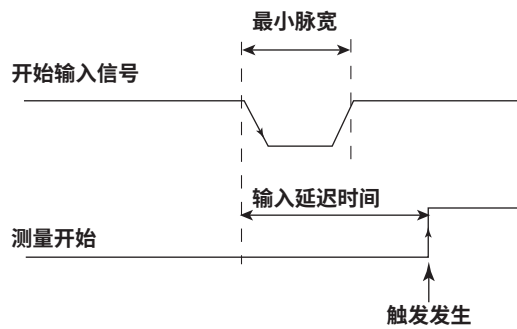 最小脉宽
开始输入信号
输入延迟时间
测量开始
触发发生